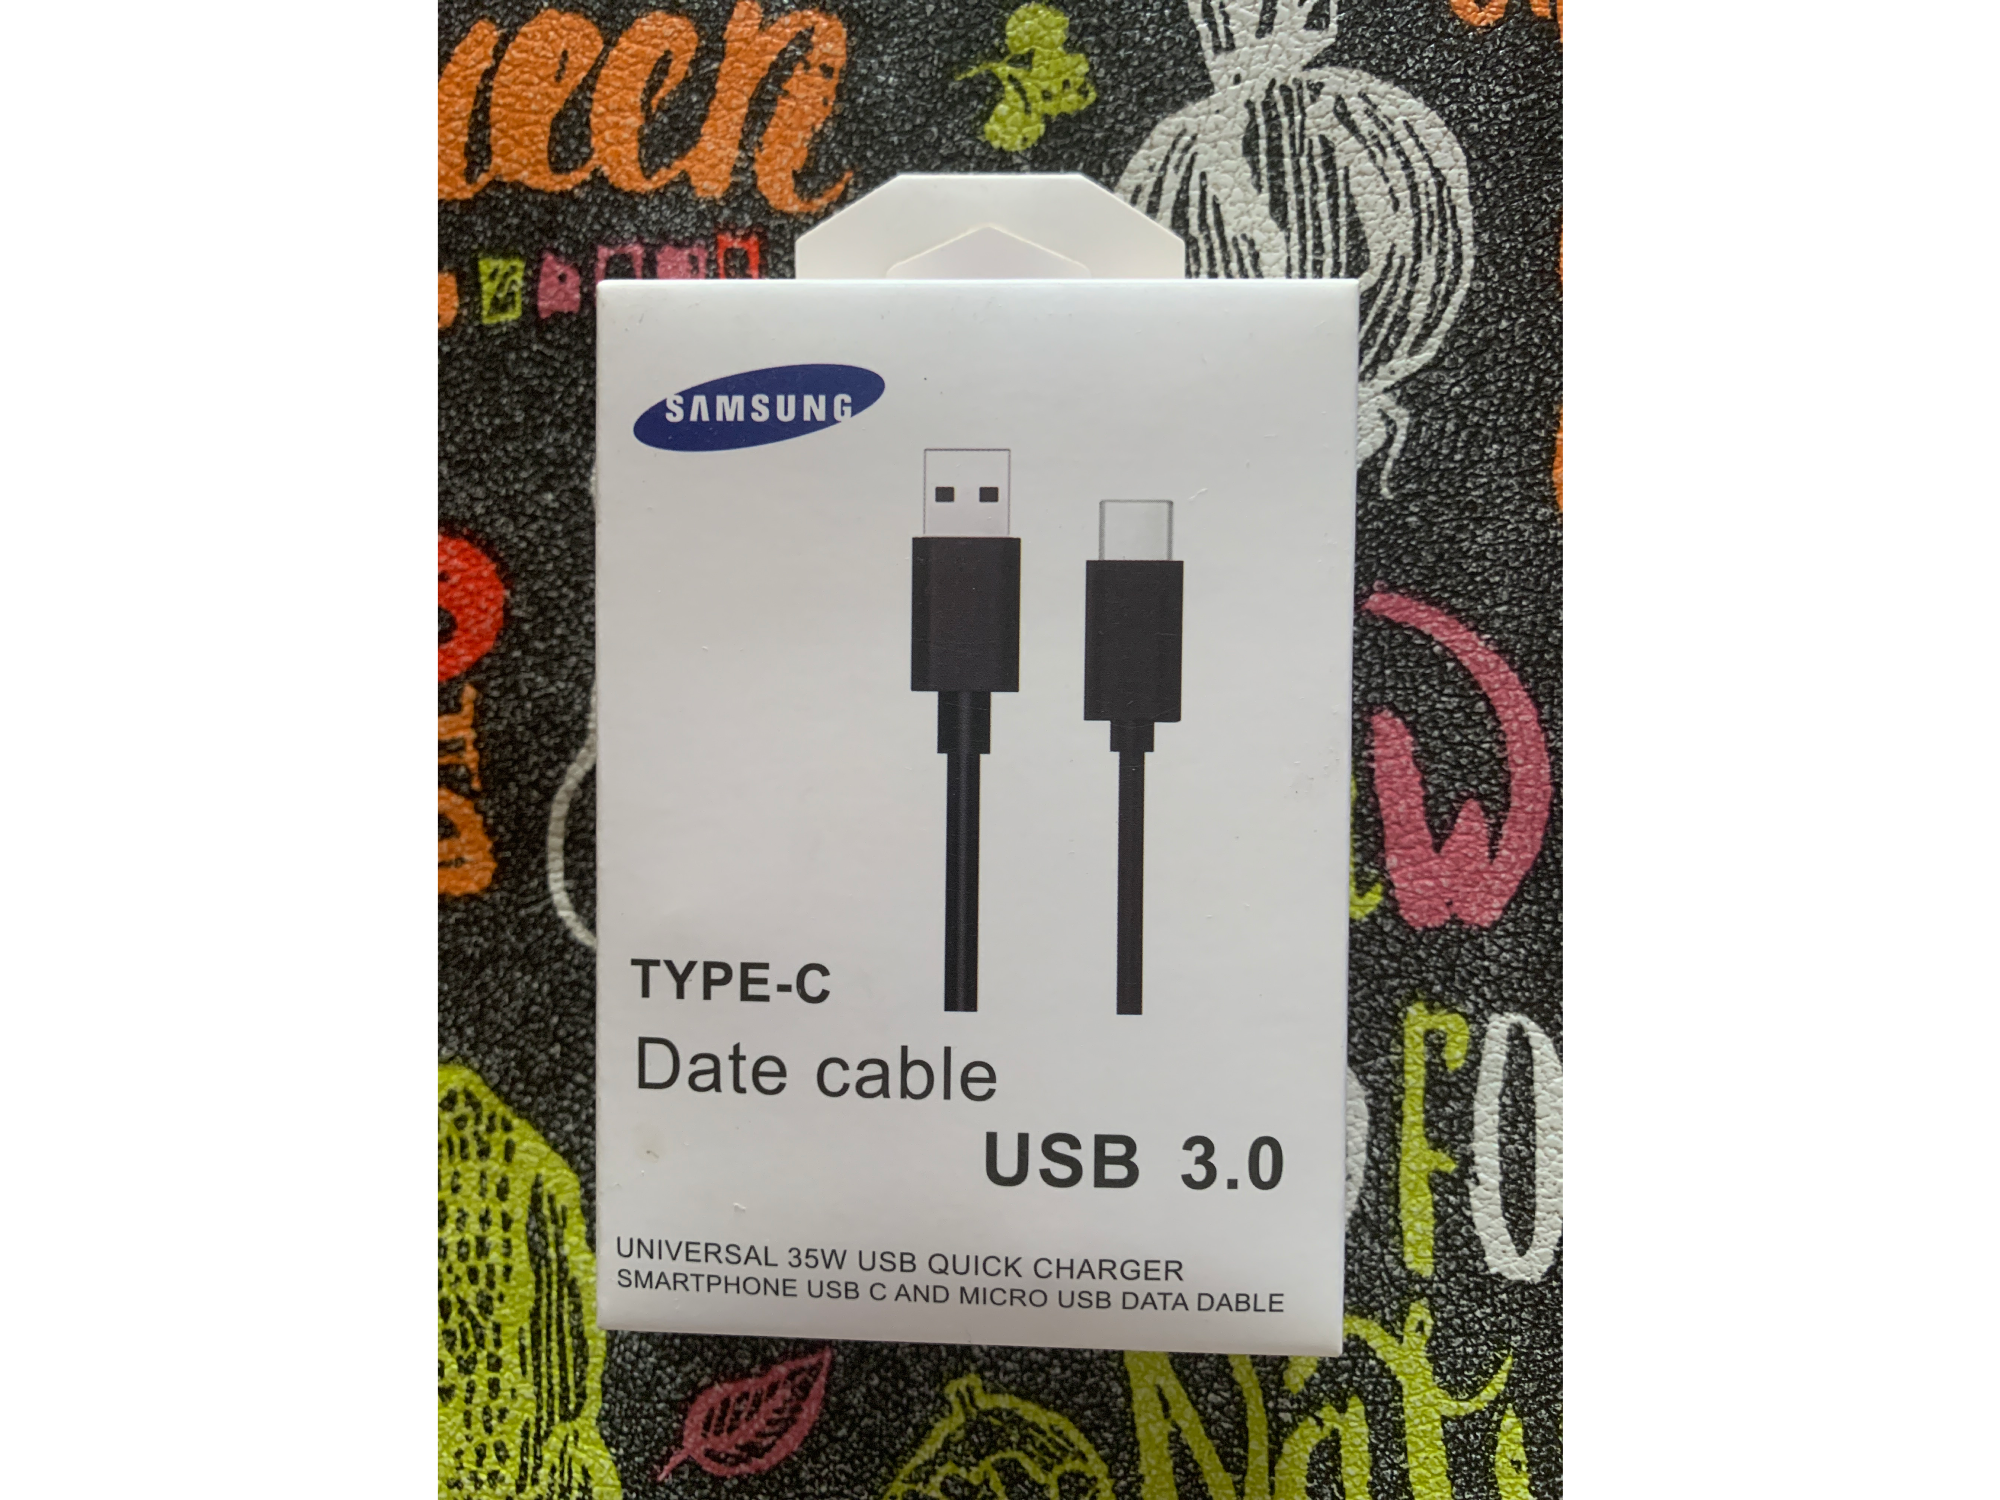 SAMSUNG
TYPE-C
Date cable
USB 3.0
UNIVERSAL 35W USB QUICK CHARGER
SMARTPHONE USB C AND MICRO USB DATA DABLE